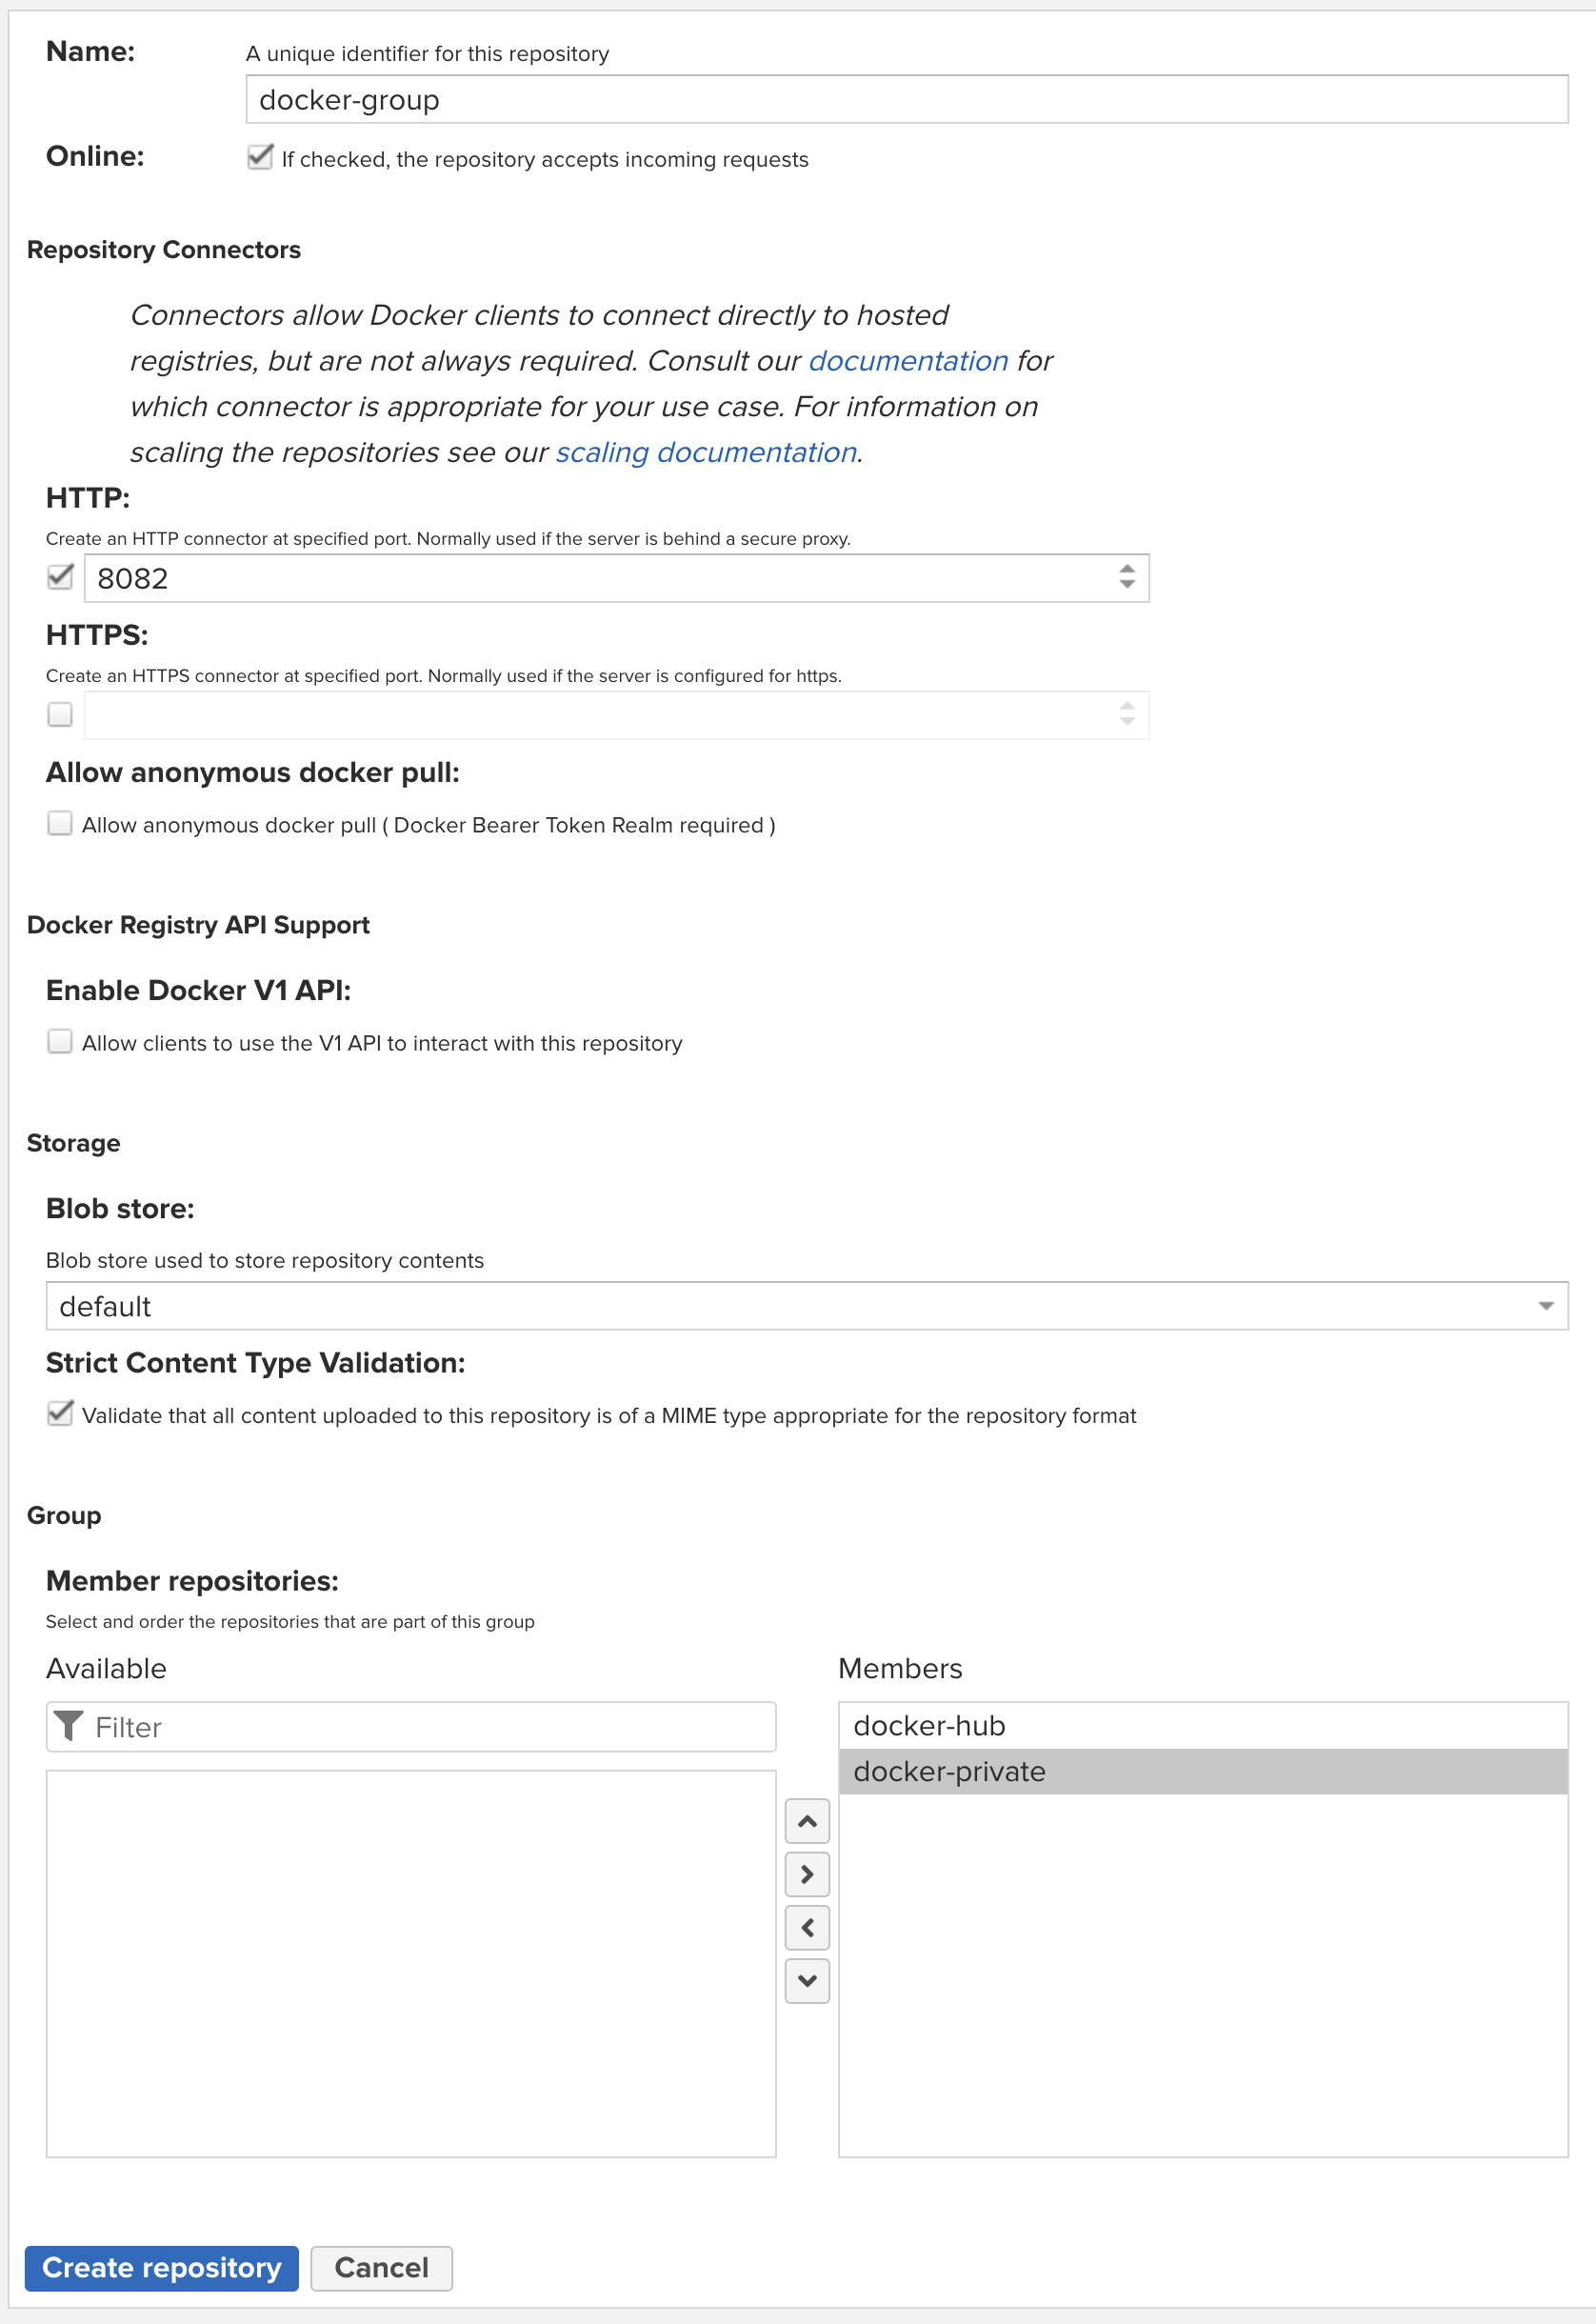 Name:
A unique identifier for this repository
docker-group
Online:
If checked, the repository accepts incoming requests
Repository Connectors
Connectors allow Docker clients to connect directly to hosted
registries, but are not always required. Consult our documentation for
which connector is appropriate for your use case. For information on
scaling the repositories see our scaling documentation.
HTTP:
Create an HTTP connector at specified port. Normally used if the server is behind a secure proxy.
8082
HTTPS:
Create an HTTPS connector at specified port. Normally used if the server is configured for https.
Allow anonymous docker pull:
Allow anonymous docker pull ( Docker Bearer Token Realm required )
Docker Registry API Support
Enable Docker V1 API:
Allow clients to use the V1 API to interact with this repository
Storage
Blob store:
Blob store used to store repository contents
default
Strict Content Type Validation:
Validate that all content uploaded to this repository is of a MIME type appropriate for the repository format
Group
Member repositories:
Select and order the repositories that are part of this group
Available
Filter
Members
docker-hub
docker-private
Create repository
Cancel